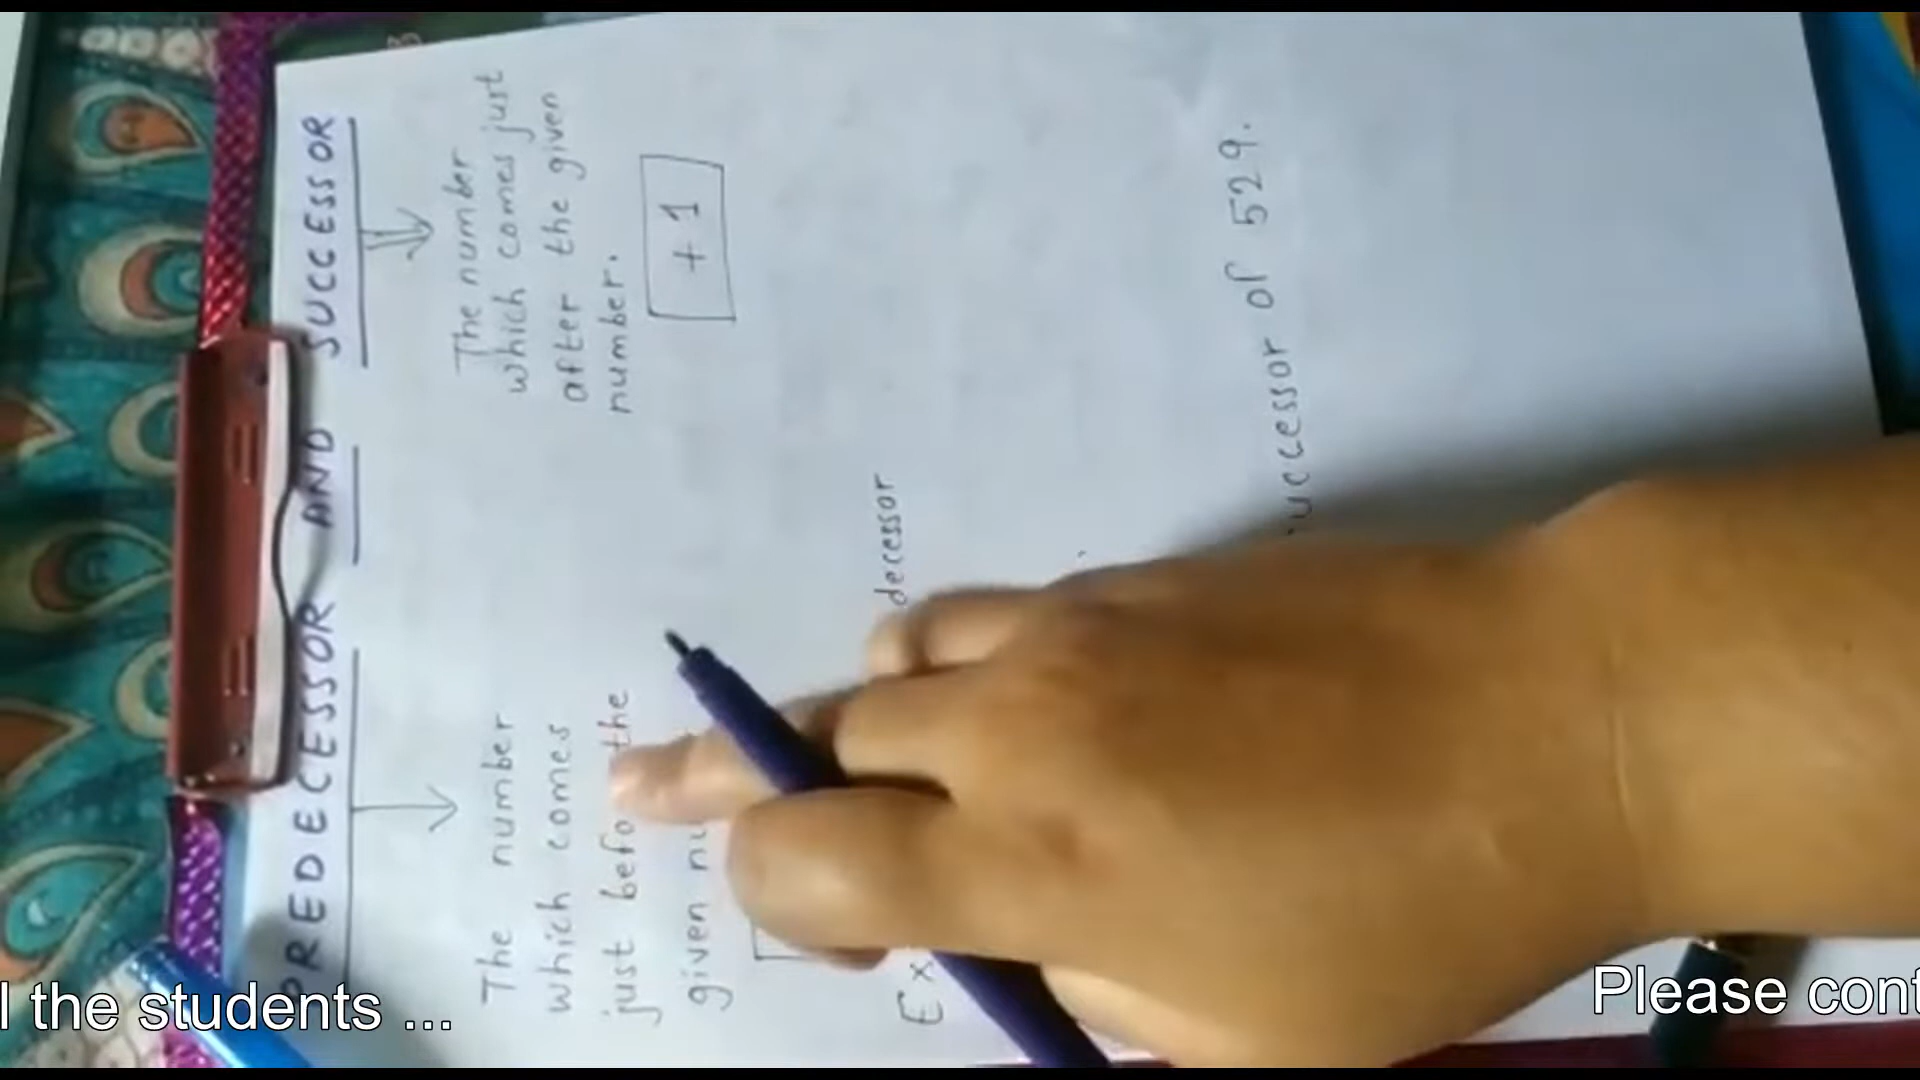 PREDECESSOR AND SUCCESSOR
The number
which comes
just befo the
given nu
The number
which comes just
after the given
number.
+ 1
Ex
decessor
uccessor of 529.
l the students ...
Please cont